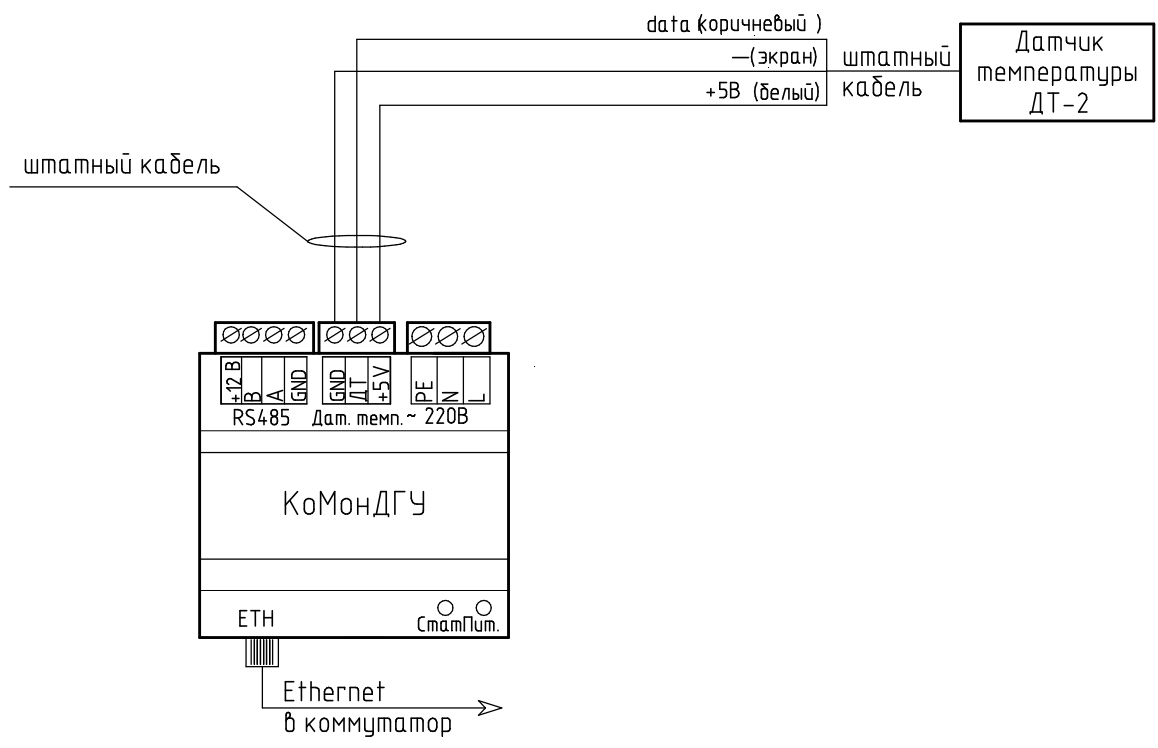 data (коричневый )
—(экран)
+5В (белый)
штатный
кабель
Датчик
температуры
ДТ-2
штатный кабель
+12 В
B
A
GND
GND
ДТ
+5 V
PE
N
L
RS485
Дат. темп.
~ 220В
КоМонДГУ
ETH
Стат
Пит.
Ethernet
в коммутатор